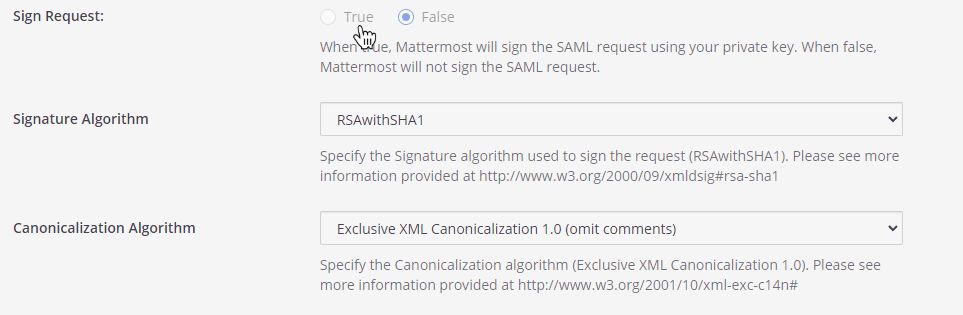 Sign Request: True False
When true, Mattermost will sign the SAML request using your private key. When false,
Mattermost will not sign the SAML request.
Signature Algorithm RSAwithSHA1
Specify the Signature algorithm used to sign the request (RSAwithSHA1). Please see more
information provided at http://www.w3.org/2000/09/xmldsig#rsa-sha1
Canonicalization Algorithm Exclusive XML Canonicalization 1.0 (omit comments)
Specify the Canonicalization algorithm (Exclusive XML Canonicalization 1.0). Please see
more information provided at http://www.w3.org/2001/10/xml-exc-c14n#